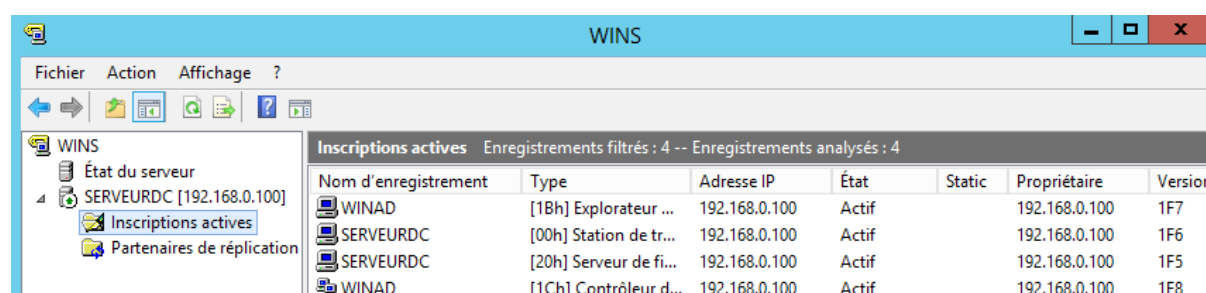 WINS
Fichier Action Affichage ?
WINS
État du serveur
SERVEURDC [192.168.0.100]
Inscriptions actives
Partenaires de réplication
Inscriptions actives Enregistrements filtrés : 4 -- Enregistrements analysés : 4
Nom d'enregistrement Type Adresse IP État Static Propriétaire Version
WINAD [1Bh] Explorateur ... 192.168.0.100 Actif 192.168.0.100 1F7
SERVEURDC [00h] Station de tr... 192.168.0.100 Actif 192.168.0.100 1F6
SERVEURDC [20h] Serveur de fi... 192.168.0.100 Actif 192.168.0.100 1F5
WINAD [1Ch] Contrôleur d... 192.168.0.100 Actif 192.168.0.100 1F8